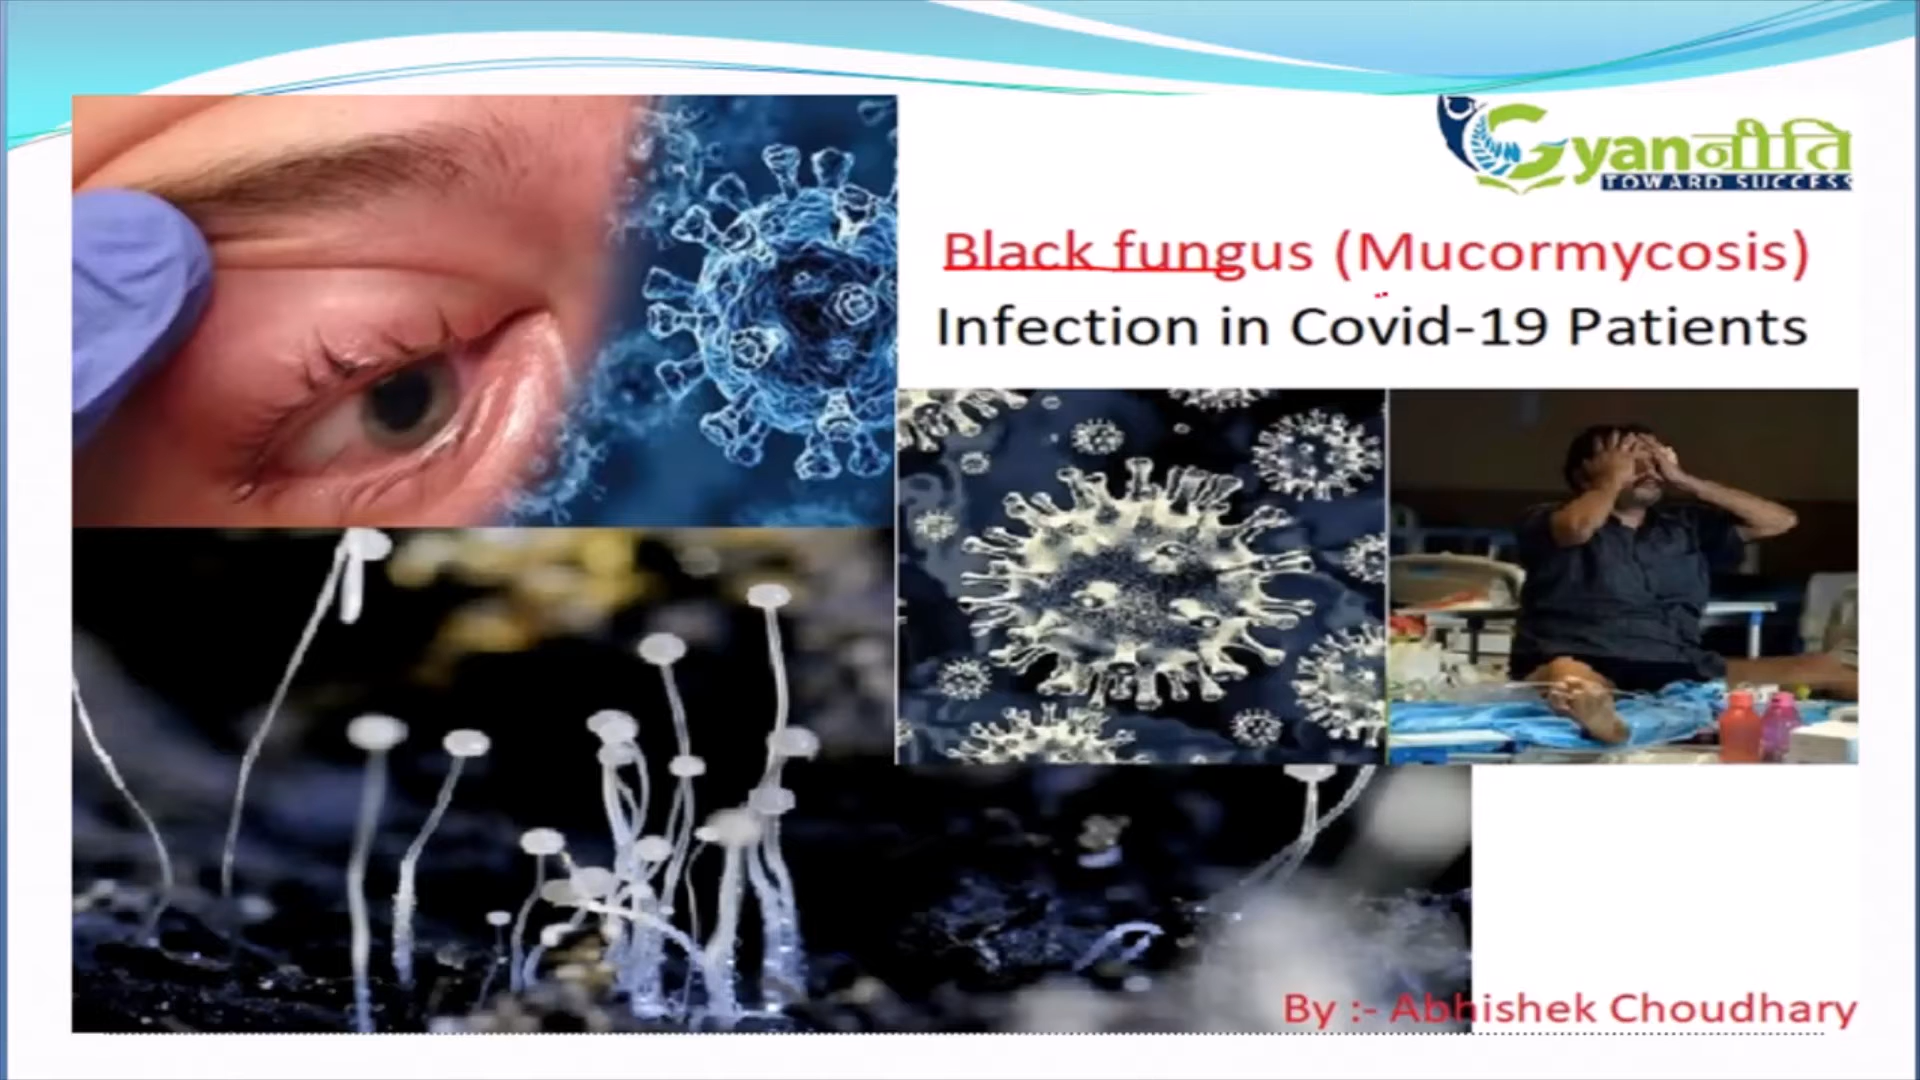 Gyanनीति
TOWARD SUCCESS
Black fungus (Mucormycosis)
Infection in Covid-19 Patients
By :- Abhishek Choudhary